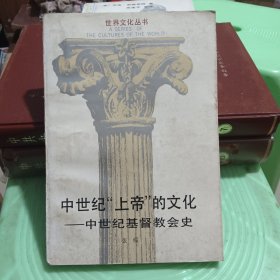 世界文化丛书
A SERIES OF
THE CULTURES OF THE WORLD
中世纪“上帝”的文化
——中世纪基督教会史